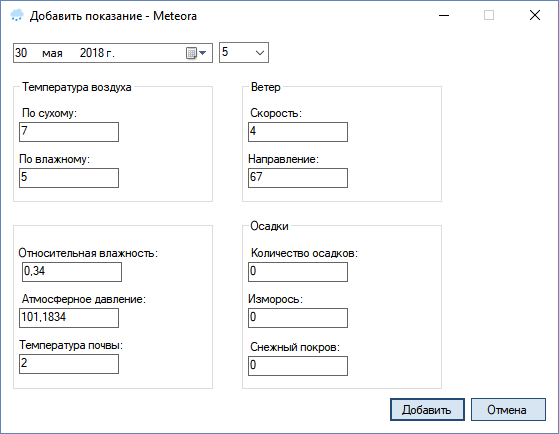 Добавить показание - Meteora
30 мая 2018 г.
5
Температура воздуха
По сухому:
7
По влажному:
5
Ветер
Скорость:
4
Направление:
67
Относительная влажность:
0,34
Атмосферное давление:
101,1834
Температура почвы:
2
Осадки
Количество осадков:
0
Изморось:
0
Снежный покров:
0
Добавить
Отмена